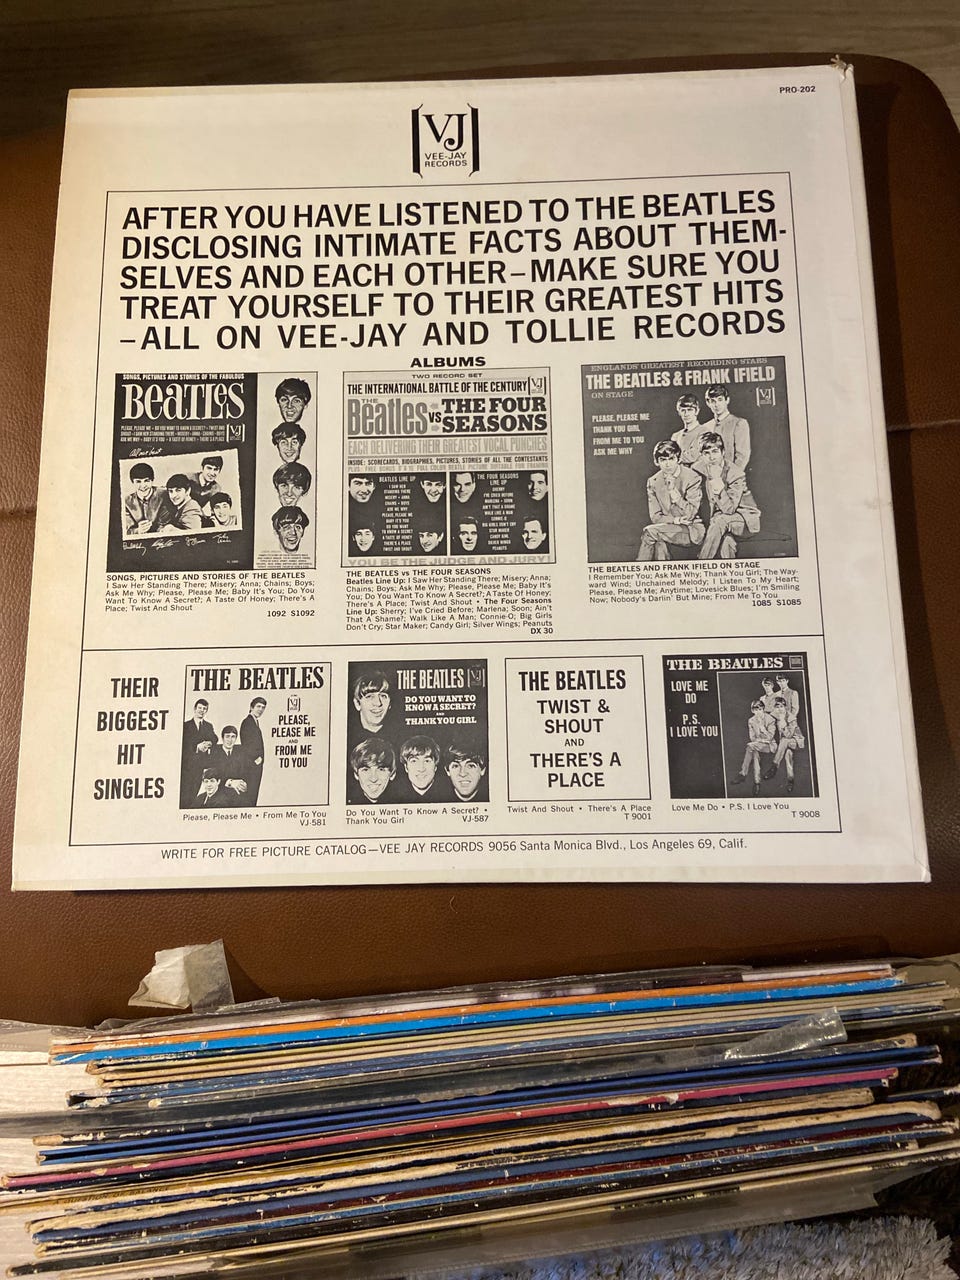 PRO-202
VJ
VEE-JAY
RECORDS
AFTER YOU HAVE LISTENED TO THE BEATLES
DISCLOSING INTIMATE FACTS ABOUT THEM-
SELVES AND EACH OTHER–MAKE SURE YOU
TREAT YOURSELF TO THEIR GREATEST HITS
–ALL ON VEE-JAY AND TOLLIE RECORDS
ALBUMS
SONGS, PICTURES AND STORIES OF THE FABULOUS
BEATLES
TWO RECORD SET
THE INTERNATIONAL BATTLE OF THE CENTURY
THE Beatles VS THE FOUR
SEASONS
EACH DELIVERING THEIR GREATEST VOCAL PUNCHES
INSIDE: SCORECARDS, BIOGRAPHIES, PICTURES, STORIES OF ALL THE CONTESTANTS
YOU BE THE JUDGE AND JURY!
ENGLANDS' GREATEST RECORDING STARS
THE BEATLES & FRANK IFIELD
ON STAGE
PLEASE, PLEASE ME
THANK YOU GIRL
FROM ME TO YOU
ASK ME WHY
SONGS, PICTURES AND STORIES OF THE BEATLES
I Saw Her Standing There; Misery; Anna; Chains; Boys;
Ask Me Why; Please, Please Me; Baby It's You; Do You
Want To Know A Secret?; A Taste Of Honey; There's A
Place; Twist And Shout
1092 S1092
THE BEATLES vs THE FOUR SEASONS
Beatles Line Up: I Saw Her Standing There; Misery; Anna;
Chains; Boys; Ask Me Why; Please, Please Me; Baby It's
You; Do You Want To Know A Secret?; A Taste Of Honey;
There's A Place; Twist And Shout • The Four Seasons
Line Up: Sherry; I've Cried Before; Marlena; Soon; Ain't
That A Shame?; Walk Like A Man; Connie-O; Big Girls
Don't Cry; Star Maker; Candy Girl; Silver Wings; Peanuts
DX 30
THE BEATLES AND FRANK IFIELD ON STAGE
I Remember You; Ask Me Why; Thank You Girl; The Way-
ward Wind; Unchained Melody; I Listen To My Heart;
Please, Please Me; Anytime; Lovesick Blues; I'm Smiling
Now; Nobody's Darlin' But Mine; From Me To You
1085 S1085
THEIR
BIGGEST
HIT
SINGLES
THE BEATLES
PLEASE,
PLEASE ME
AND
FROM ME
TO YOU
Please, Please Me • From Me To You
VJ-581
THE BEATLES
DO YOU WANT TO
KNOW A SECRET?
AND
THANK YOU GIRL
Do You Want To Know A Secret? •
Thank You Girl VJ-587
THE BEATLES
TWIST &
SHOUT
AND
THERE'S A
PLACE
Twist And Shout • There's A Place
T 9001
THE BEATLES
LOVE ME
DO
P.S.
I LOVE YOU
Love Me Do • P.S. I Love You
T 9008
WRITE FOR FREE PICTURE CATALOG—VEE JAY RECORDS 9056 Santa Monica Blvd., Los Angeles 69, Calif.